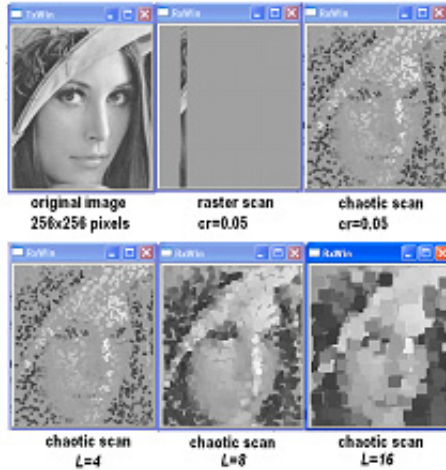 TxWin
RxWin
RxWin
original image
256x256 pixels
raster scan
cr=0.05
chaotic scan
cr=0.05
RxWin
RxWin
RxWin
chaotic scan
L=4
chaotic scan
L=8
chaotic scan
L=16